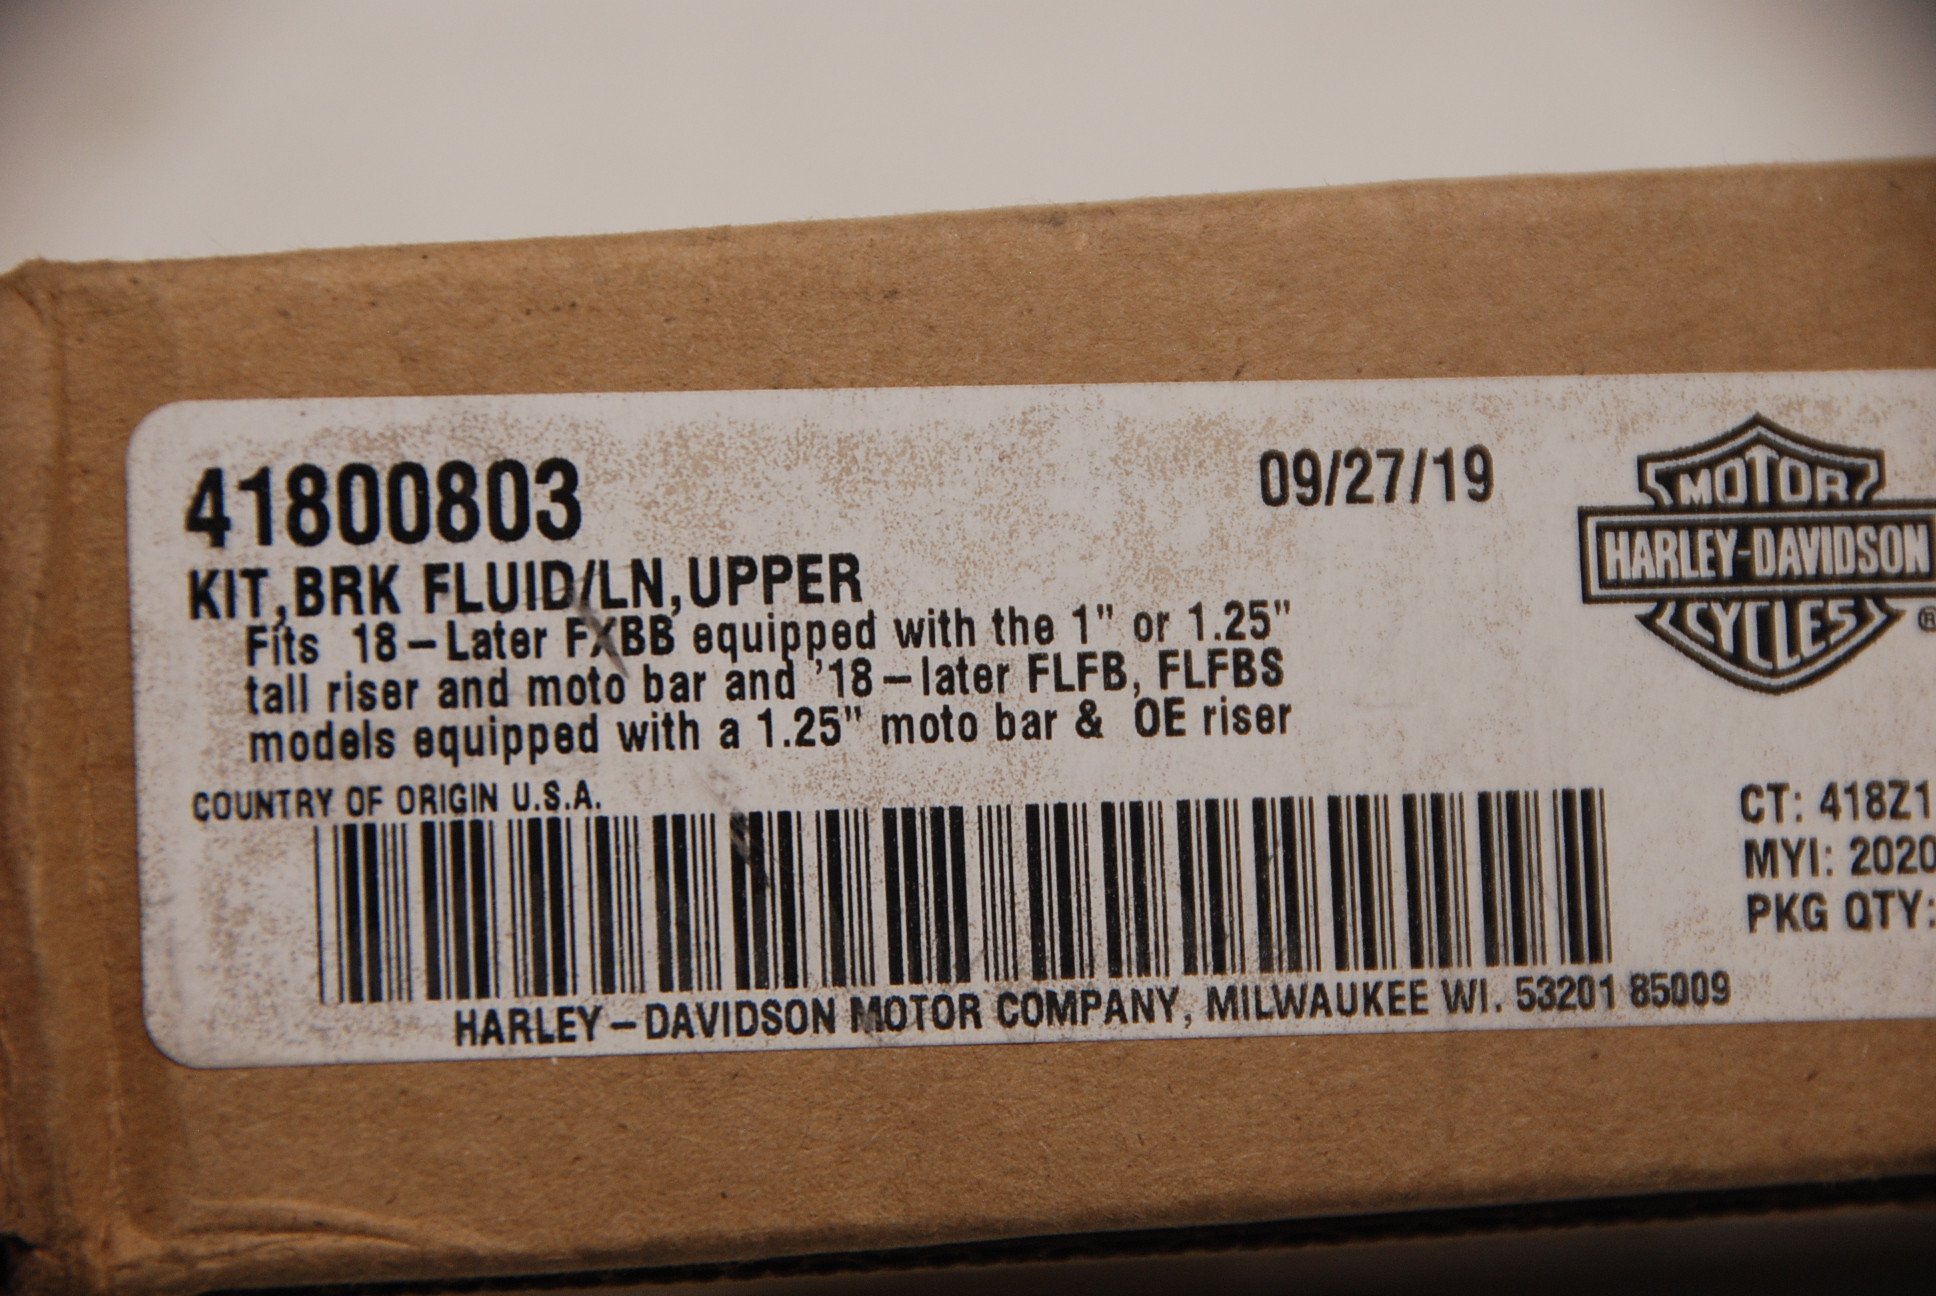 41800803
09/27/19
KIT,BRK FLUID/LN,UPPER
Fits 18-Later FXBB equipped with the 1" or 1.25"
tall riser and moto bar and '18-later FLFB, FLFBS
models equipped with a 1.25" moto bar & OE riser
COUNTRY OF ORIGIN U.S.A.
MOTOR
HARLEY-DAVIDSON
CYCLES
®
CT: 418Z1
MYI: 2020
PKG QTY:
HARLEY-DAVIDSON MOTOR COMPANY, MILWAUKEE WI. 53201 85009